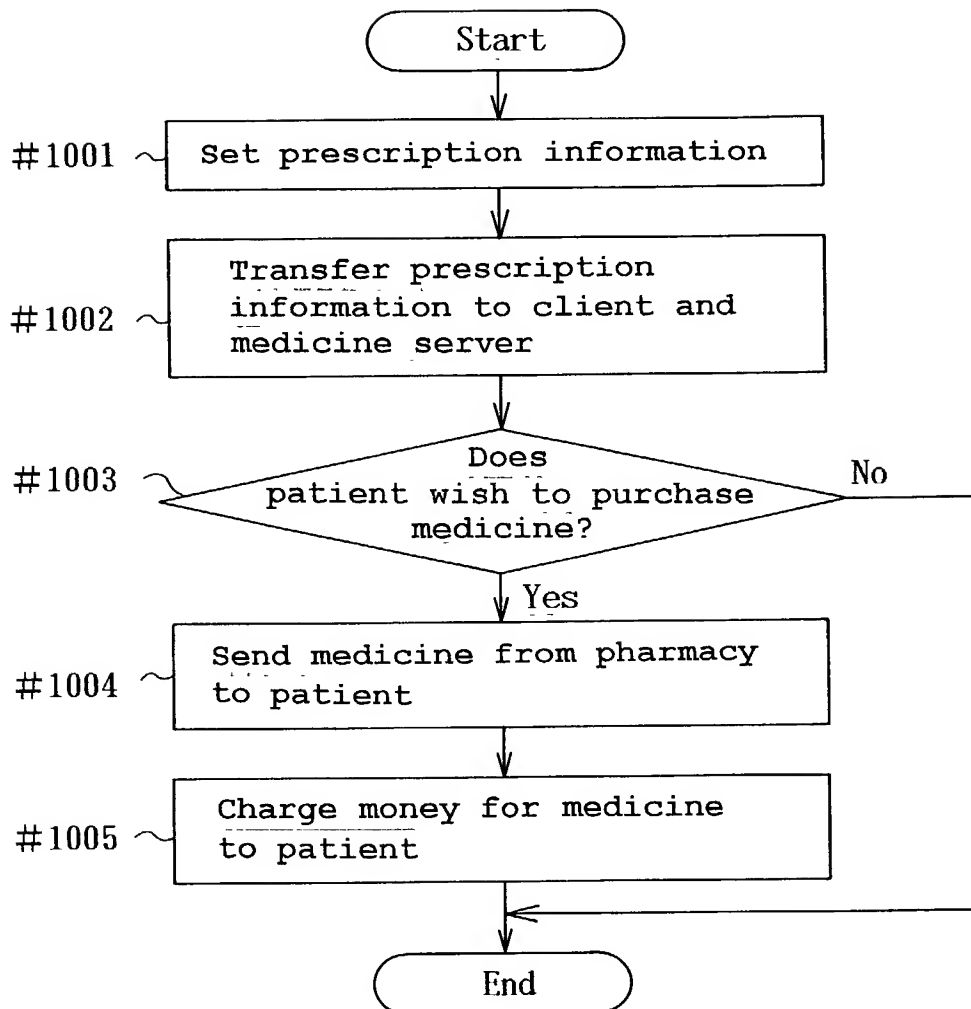 Start
#1001
Set prescription information
#1002
Transfer prescription
information to client and
medicine server
#1003
Does
patient wish to purchase
medicine?
No
Yes
#1004
Send medicine from pharmacy
to patient
#1005
Charge money for medicine
to patient
End